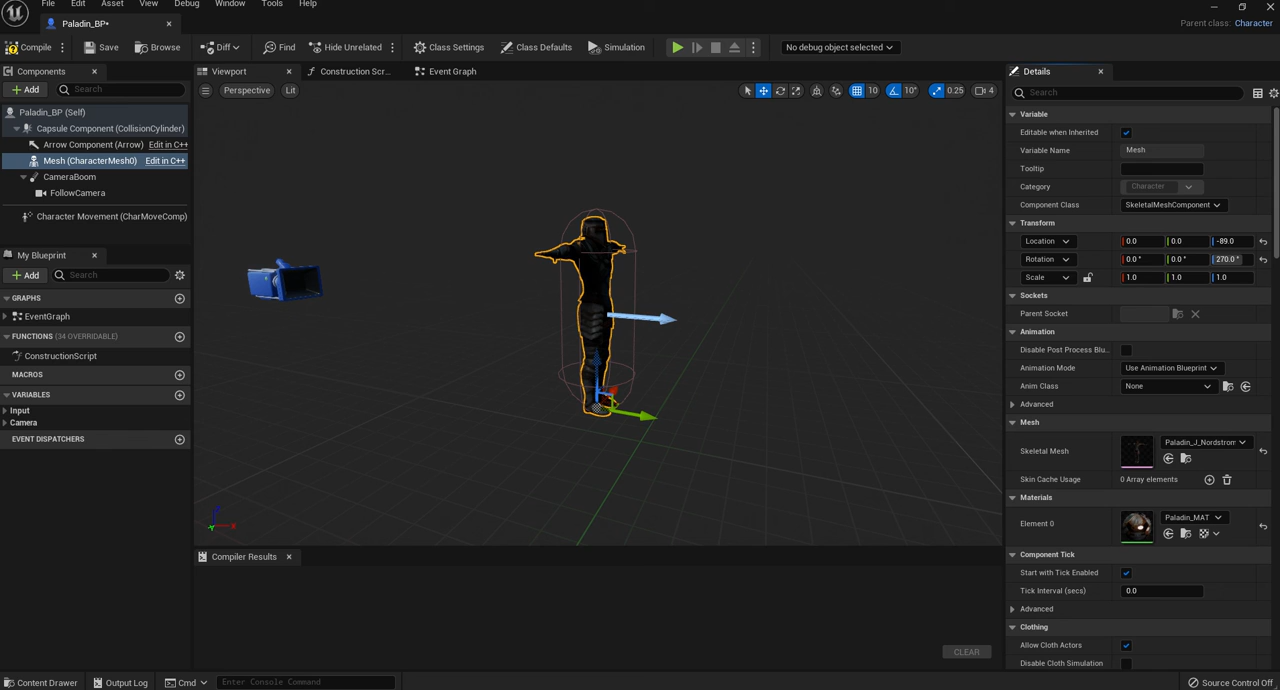 File Edit Asset View Debug Window Tools Help
Paladin_BP*
Parent class: Character
Compile Save Browse Diff Find Hide Unrelated Class Settings Class Defaults Simulation No debug object selected
Components
Add Search
Paladin_BP (Self)
Capsule Component (CollisionCylinder)
Arrow Component (Arrow) Edit in C++
Mesh (CharacterMesh0) Edit in C++
CameraBoom
FollowCamera
Character Movement (CharMoveComp)
My Blueprint
Add Search
GRAPHS
EventGraph
FUNCTIONS (34 OVERRIDABLE)
ConstructionScript
MACROS
VARIABLES
Input
Camera
EVENT DISPATCHERS
Viewport Construction Scr... Event Graph
Perspective Lit 10 10° 0.25 4
Z
X
Y
Compiler Results
CLEAR
Details
Search
Variable
Editable when Inherited
Variable Name Mesh
Tooltip
Category Character
Component Class SkeletalMeshComponent
Transform
Location 0.0 0.0 -89.0
Rotation 0.0 ° 0.0 ° 270.0 °
Scale 1.0 1.0 1.0
Sockets
Parent Socket
Animation
Disable Post Process Blu...
Animation Mode Use Animation Blueprint
Anim Class None
Advanced
Mesh
Skeletal Mesh Paladin_J_Nordstrom
Skin Cache Usage 0 Array elements
Materials
Element 0 Paladin_MAT
Component Tick
Start with Tick Enabled
Tick Interval (secs) 0.0
Advanced
Clothing
Allow Cloth Actors
Disable Cloth Simulation
Content Drawer Output Log Cmd Enter Console Command Source Control Off